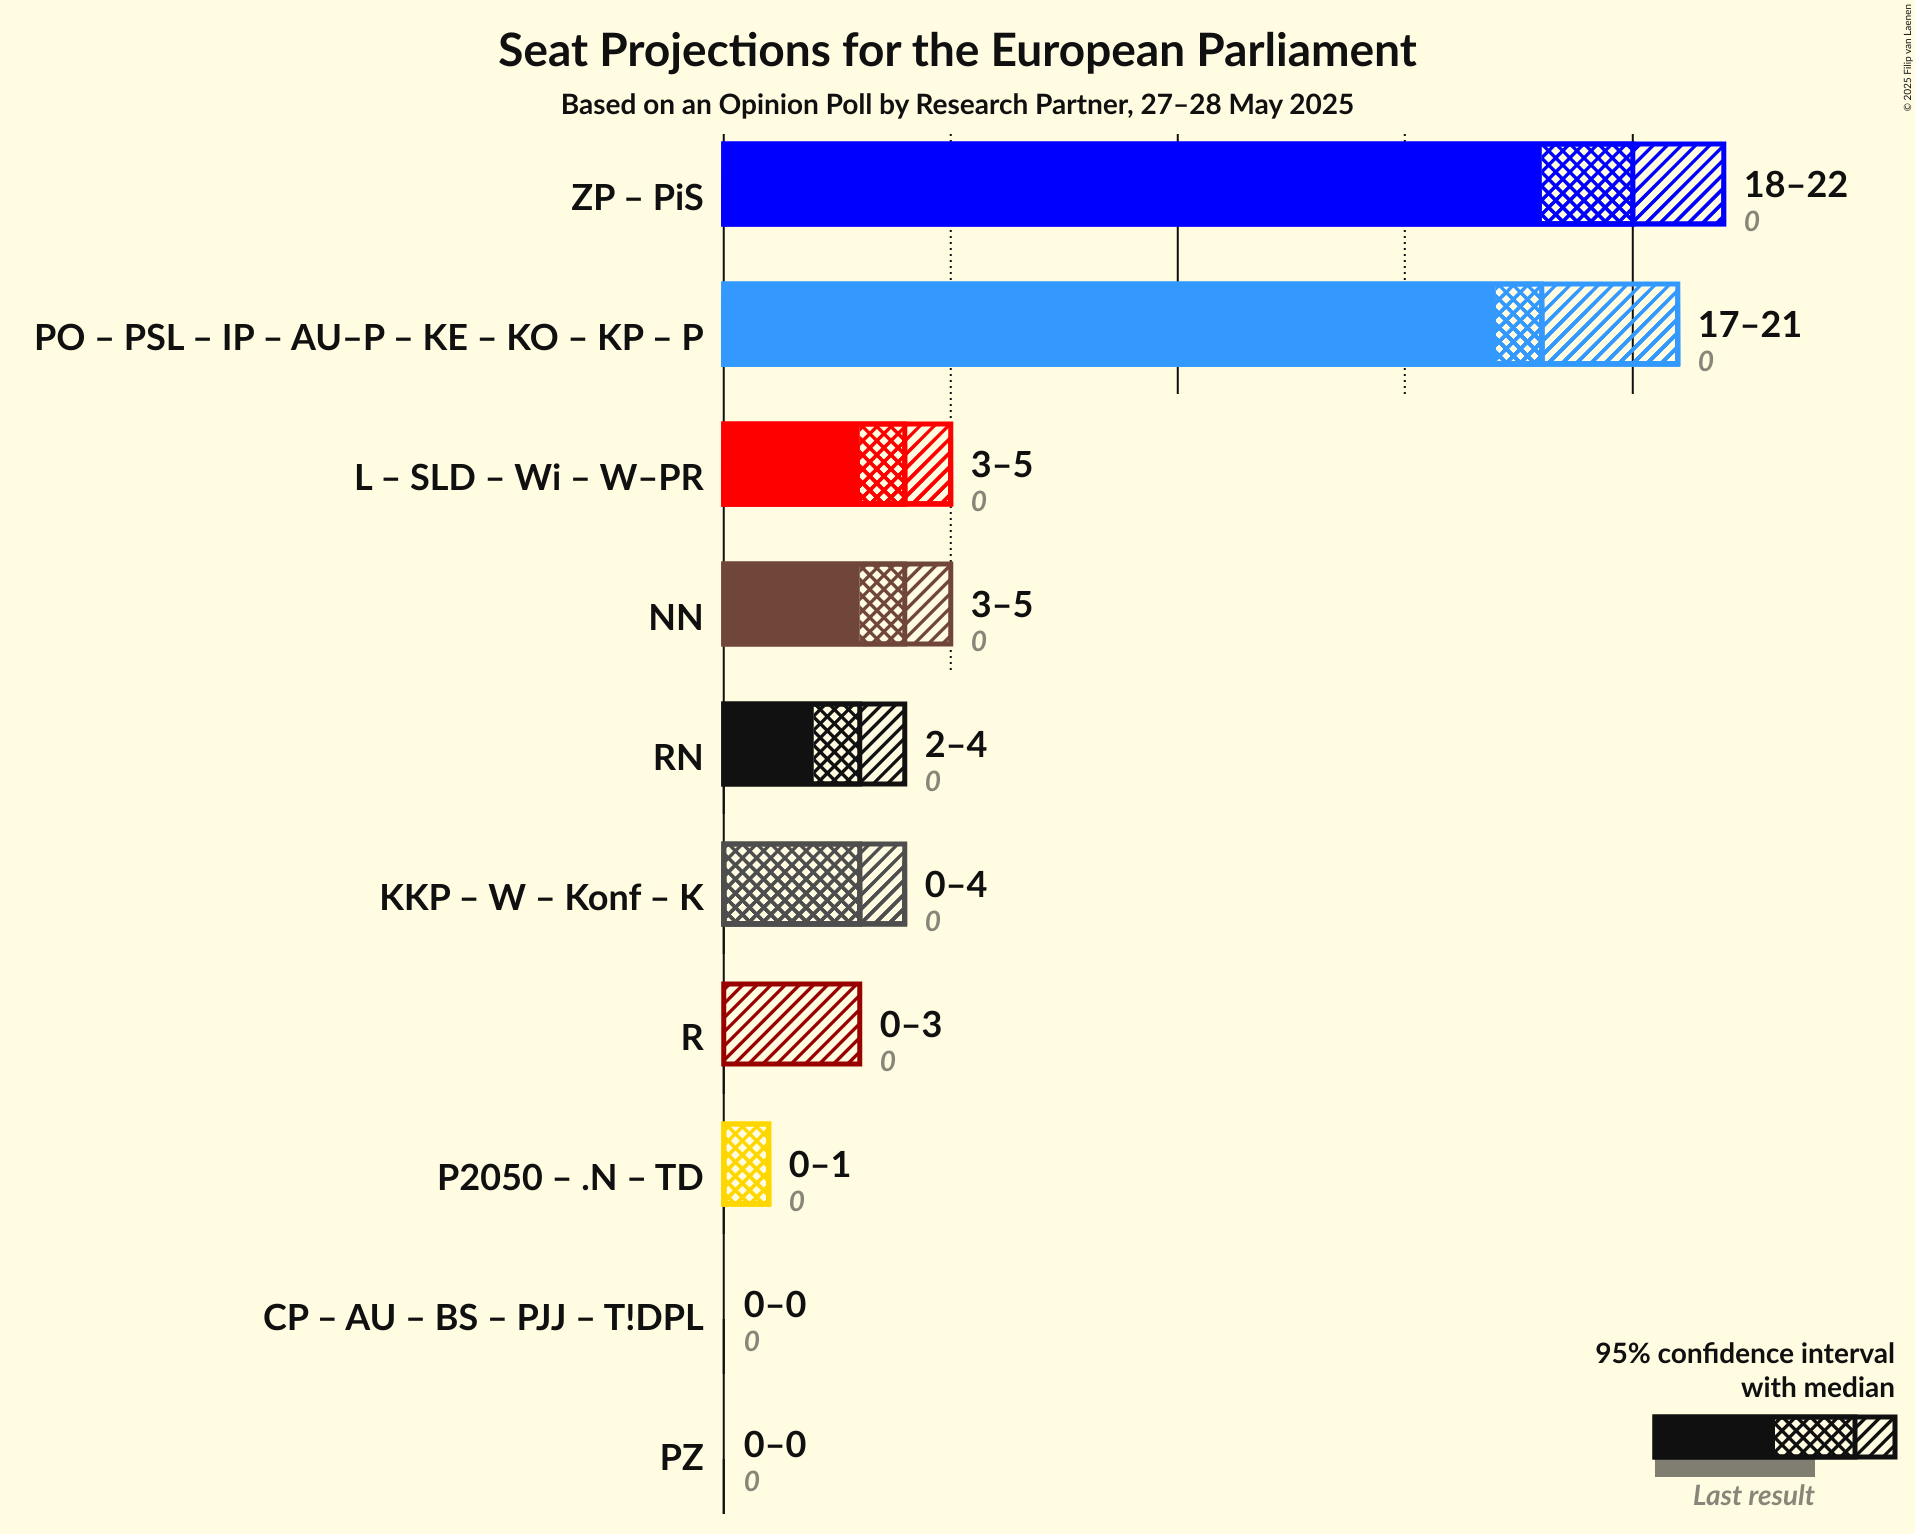 Seat Projections for the European Parliament
Based on an Opinion Poll by Research Partner, 27–28 May 2025
© 2025 Filip van Laenen
ZP – PiS
18–22
0
PO – PSL – IP – AU–P – KE – KO – KP – P
17–21
0
L – SLD – Wi – W–PR
3–5
0
NN
3–5
0
RN
2–4
0
KKP – W – Konf – K
0–4
0
R
0–3
0
P2050 – .N – TD
0–1
0
CP – AU – BS – PJJ – T!DPL
0–0
0
PZ
0–0
0
95% confidence interval
with median
Last result